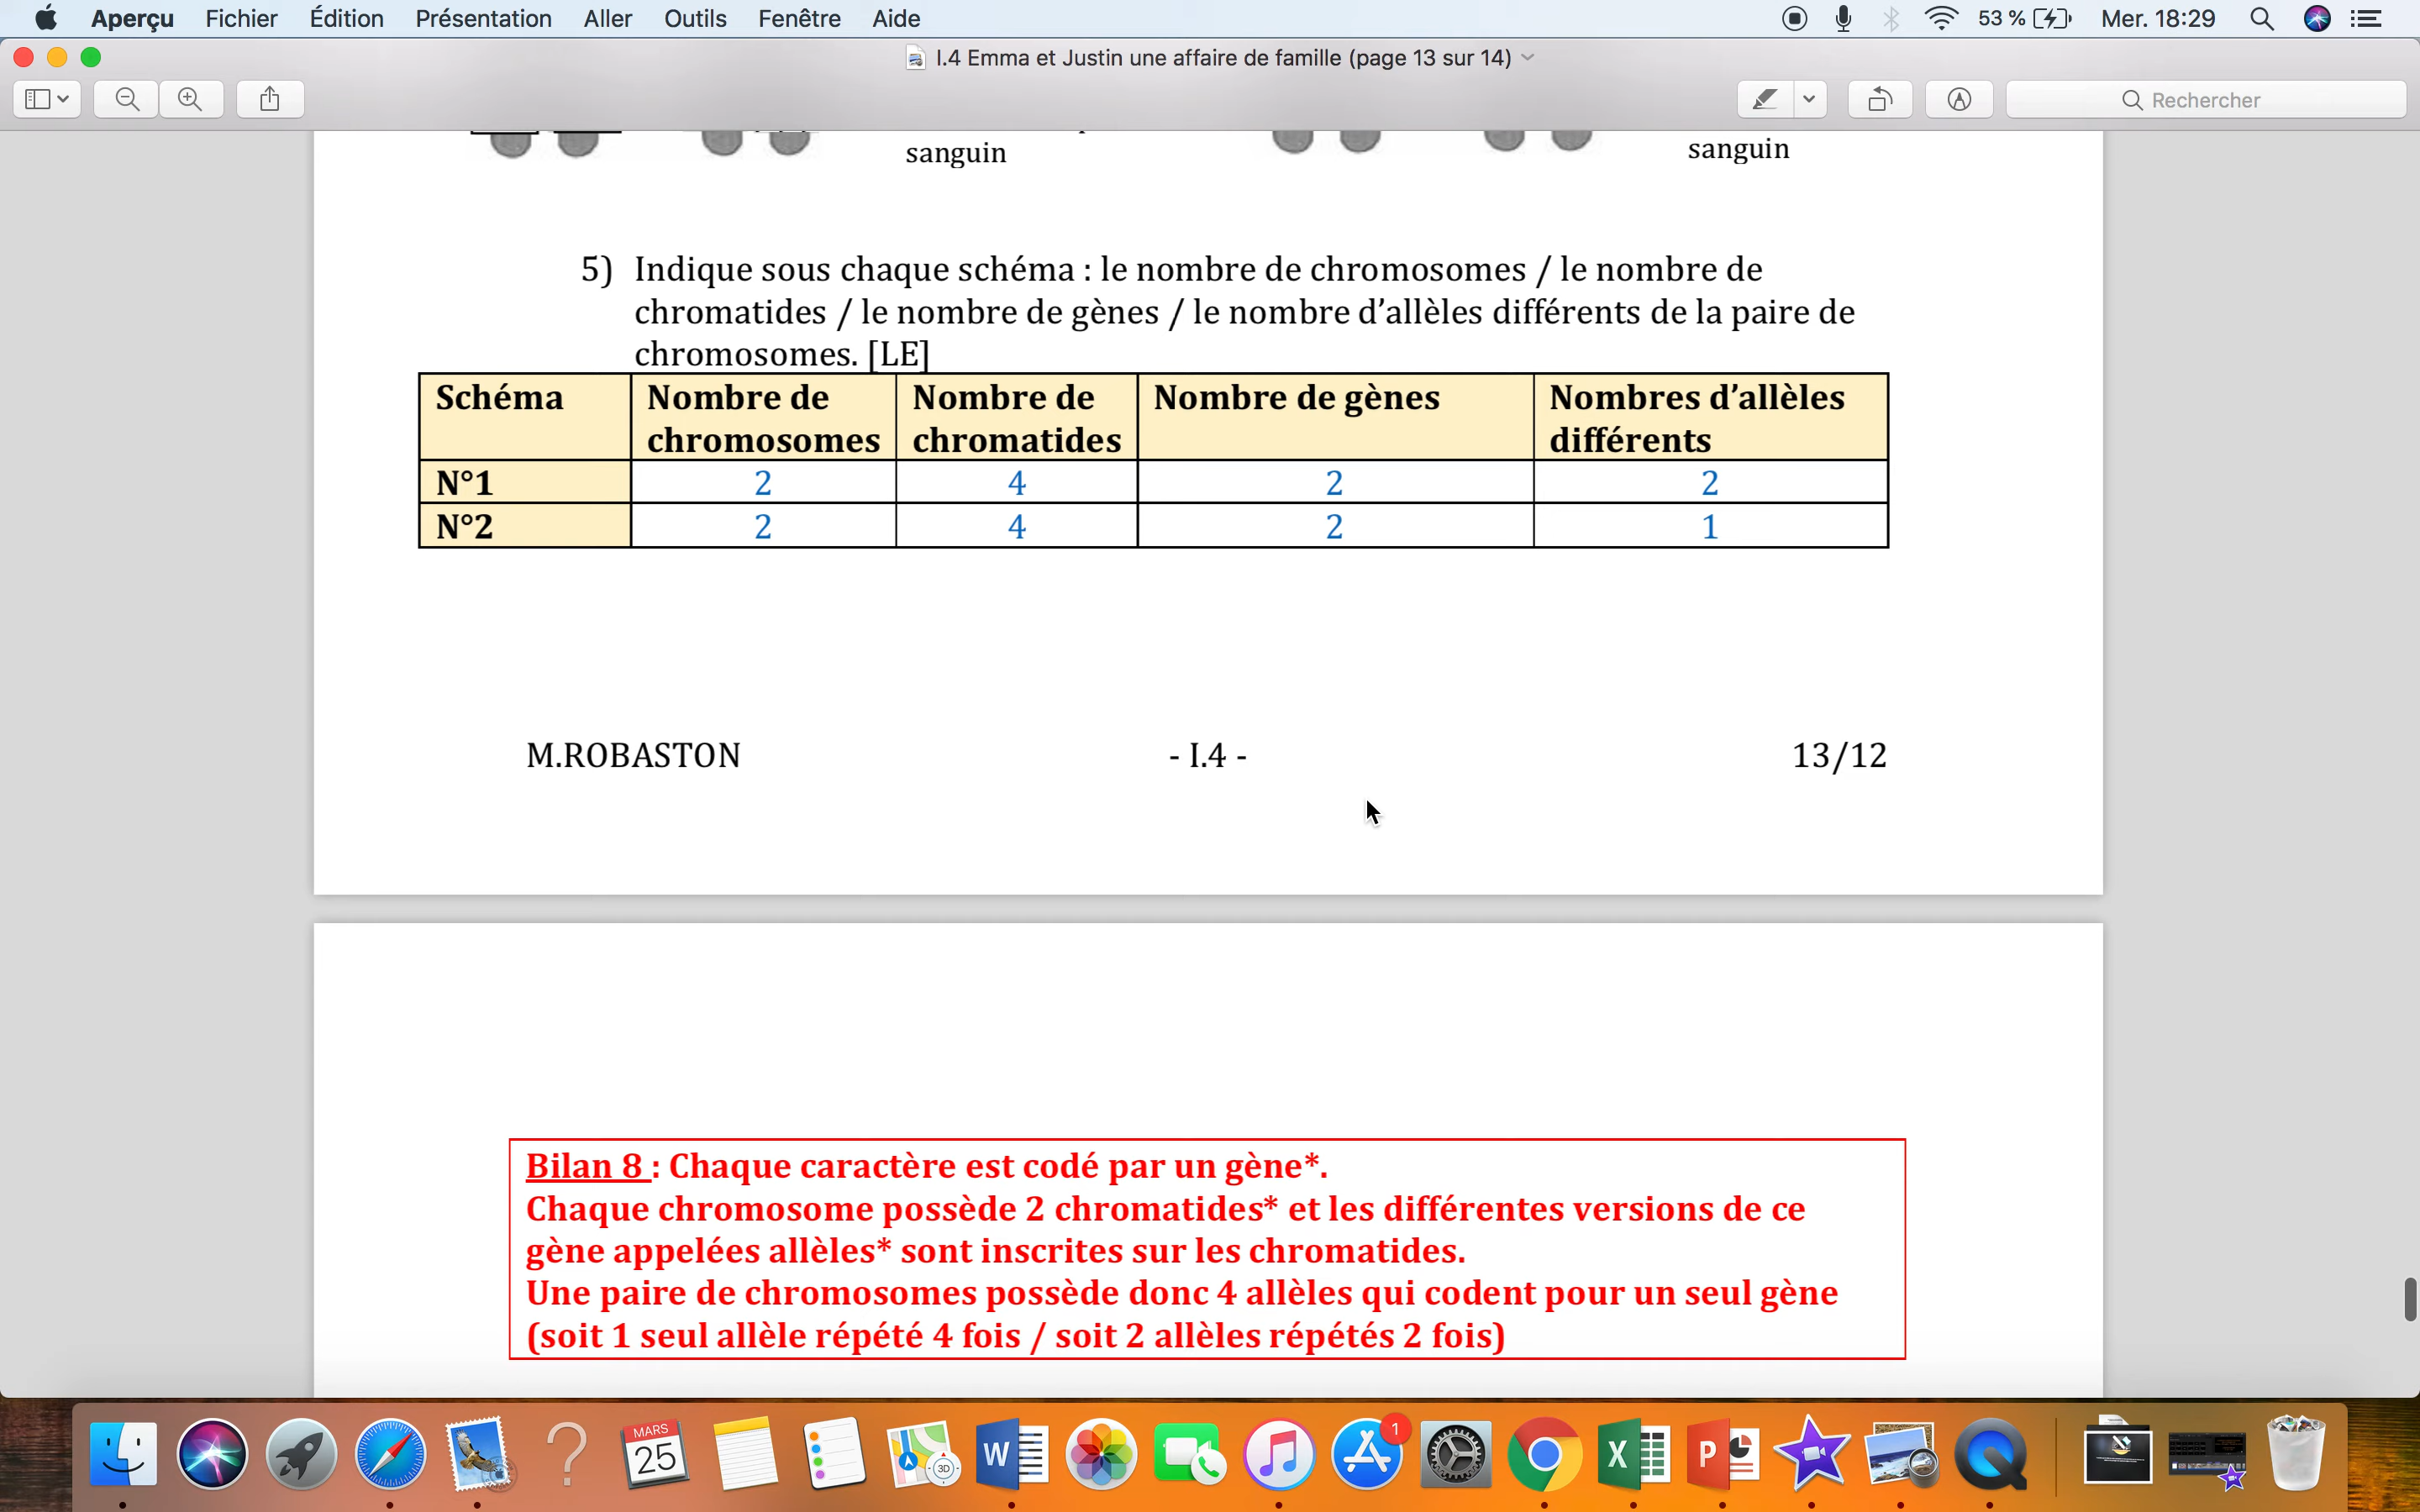 Aperçu Fichier Édition Présentation Aller Outils Fenêtre Aide 53 % Mer. 18:29
I.4 Emma et Justin une affaire de famille (page 13 sur 14)
Rechercher
sanguin sanguin
5) Indique sous chaque schéma : le nombre de chromosomes / le nombre de
chromatides / le nombre de gènes / le nombre d’allèles différents de la paire de
chromosomes. [LE]
Schéma Nombre de chromosomes Nombre de chromatides Nombre de gènes Nombres d’allèles différents
N°1 2 4 2 2
N°2 2 4 2 1
M.ROBASTON - I.4 - 13/12
Bilan 8 : Chaque caractère est codé par un gène*.
Chaque chromosome possède 2 chromatides* et les différentes versions de ce
gène appelées allèles* sont inscrites sur les chromatides.
Une paire de chromosomes possède donc 4 allèles qui codent pour un seul gène
(soit 1 seul allèle répété 4 fois / soit 2 allèles répétés 2 fois)
MARS
25
3D
W
1
X
P